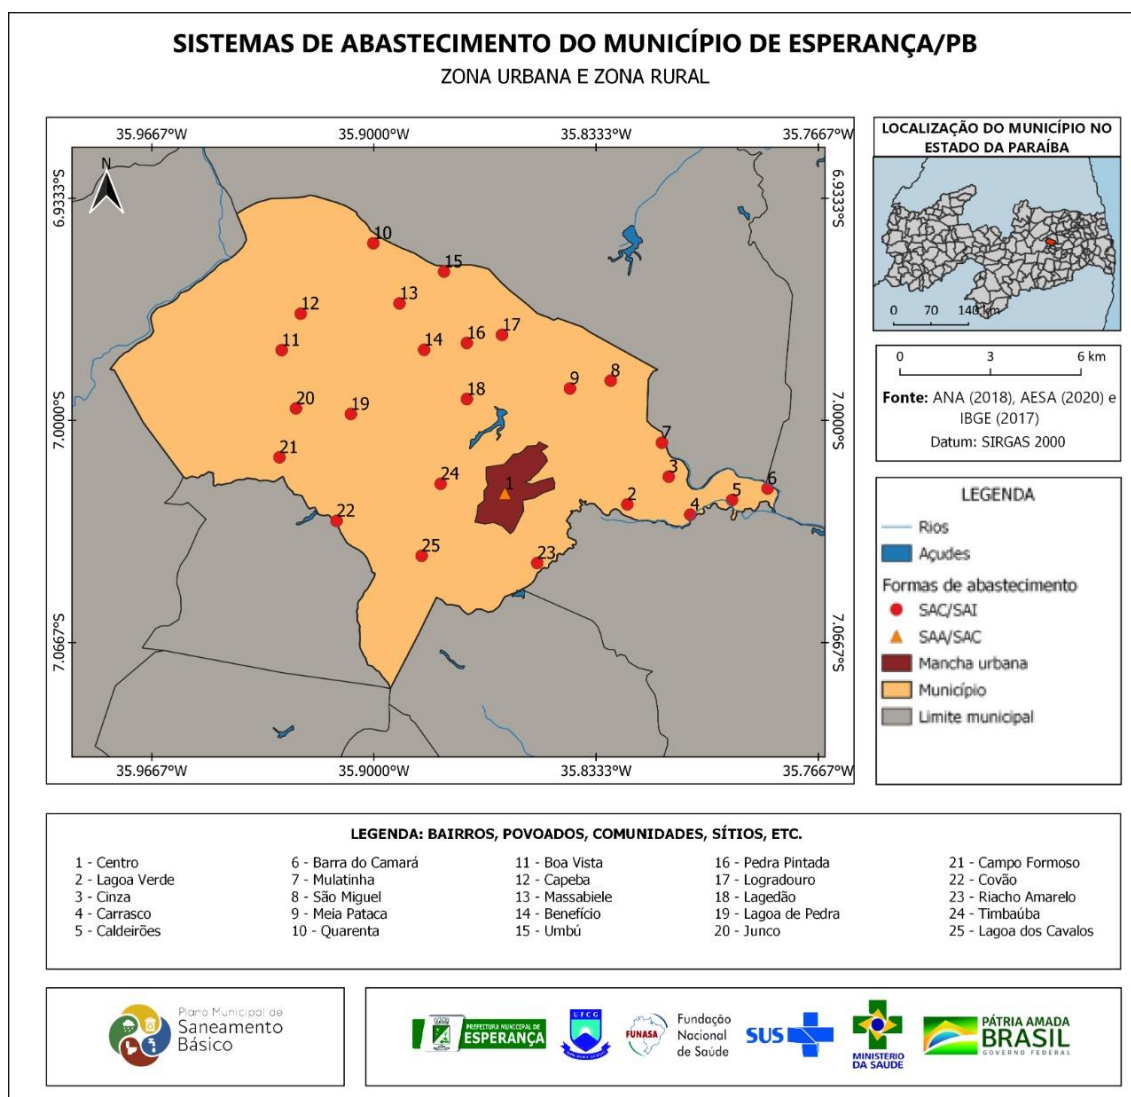 SISTEMAS DE ABASTECIMENTO DO MUNICÍPIO DE ESPERANÇA/PB
ZONA URBANA E ZONA RURAL
35.9667°W 35.9000°W 35.8333°W 35.7667°W
N
6.9333°S
7.0000°S
7.0667°S
10
15
12
13
17
16
11
14
8
9
18
20
19
7
21
3
24
6
1
5
2
4
22
25
23
6.9333°S
7.0000°S
7.0667°S
35.9667°W 35.9000°W 35.8333°W 35.7667°W
LOCALIZAÇÃO DO MUNICÍPIO NO
ESTADO DA PARAÍBA
0 70 140 km
0 3 6 km
Fonte: ANA (2018), AESA (2020) e
IBGE (2017)
Datum: SIRGAS 2000
LEGENDA
Rios
Açudes
Formas de abastecimento
SAC/SAI
SAA/SAC
Mancha urbana
Município
Limite municipal
LEGENDA: BAIRROS, POVOADOS, COMUNIDADES, SÍTIOS, ETC.
1 - Centro
2 - Lagoa Verde
3 - Cinza
4 - Carrasco
5 - Caldeirões
6 - Barra do Camará
7 - Mulatinha
8 - São Miguel
9 - Meia Pataca
10 - Quarenta
11 - Boa Vista
12 - Capeba
13 - Massabiele
14 - Benefício
15 - Umbú
16 - Pedra Pintada
17 - Logradouro
18 - Lagedão
19 - Lagoa de Pedra
20 - Junco
21 - Campo Formoso
22 - Covão
23 - Riacho Amarelo
24 - Timbaúba
25 - Lagoa dos Cavalos
Plano Municipal de
Saneamento
Básico
PREFEITURA MUNICIPAL DE
ESPERANÇA
UFCG
FUNASA
Fundação
Nacional
de Saúde
SUS
MINISTÉRIO
DA SAÚDE
PÁTRIA AMADA
BRASIL
GOVERNO FEDERAL